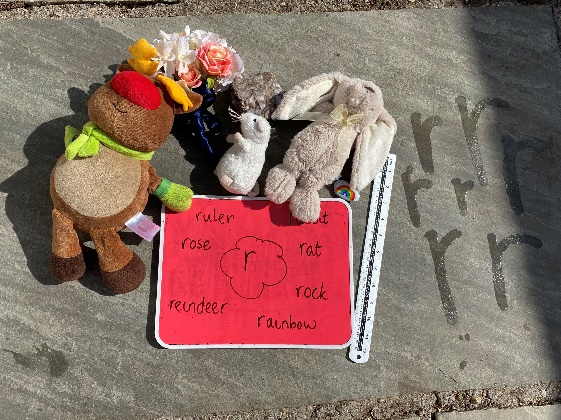 ruler
rose
r
rat
rock
reindeer
rainbow
r r r
r r
r r